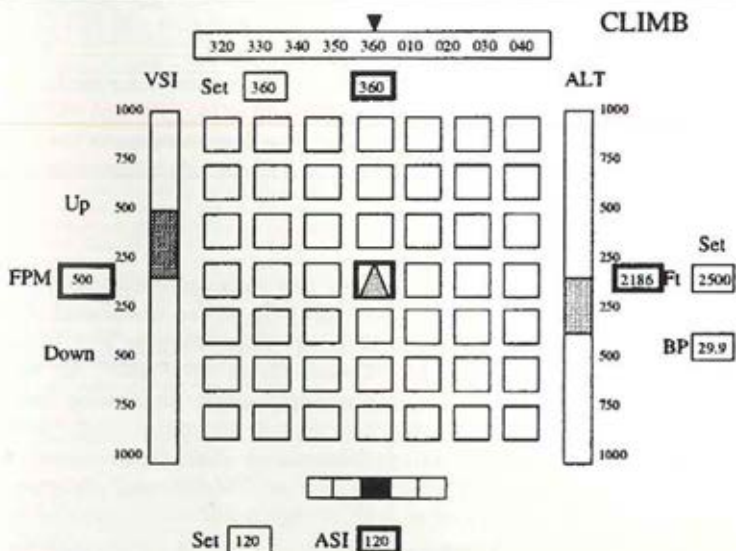 CLIMB
320 330 340 350 360 010 020 030 040
VSI Set 360 360 ALT
1000 1000
750 750
Up 500 500
Set
250 250
FPM 500 2186 Ft 2500
250 250
Down 500 500
BP 29.9
750 750
1000 1000
Set 120 ASI 120